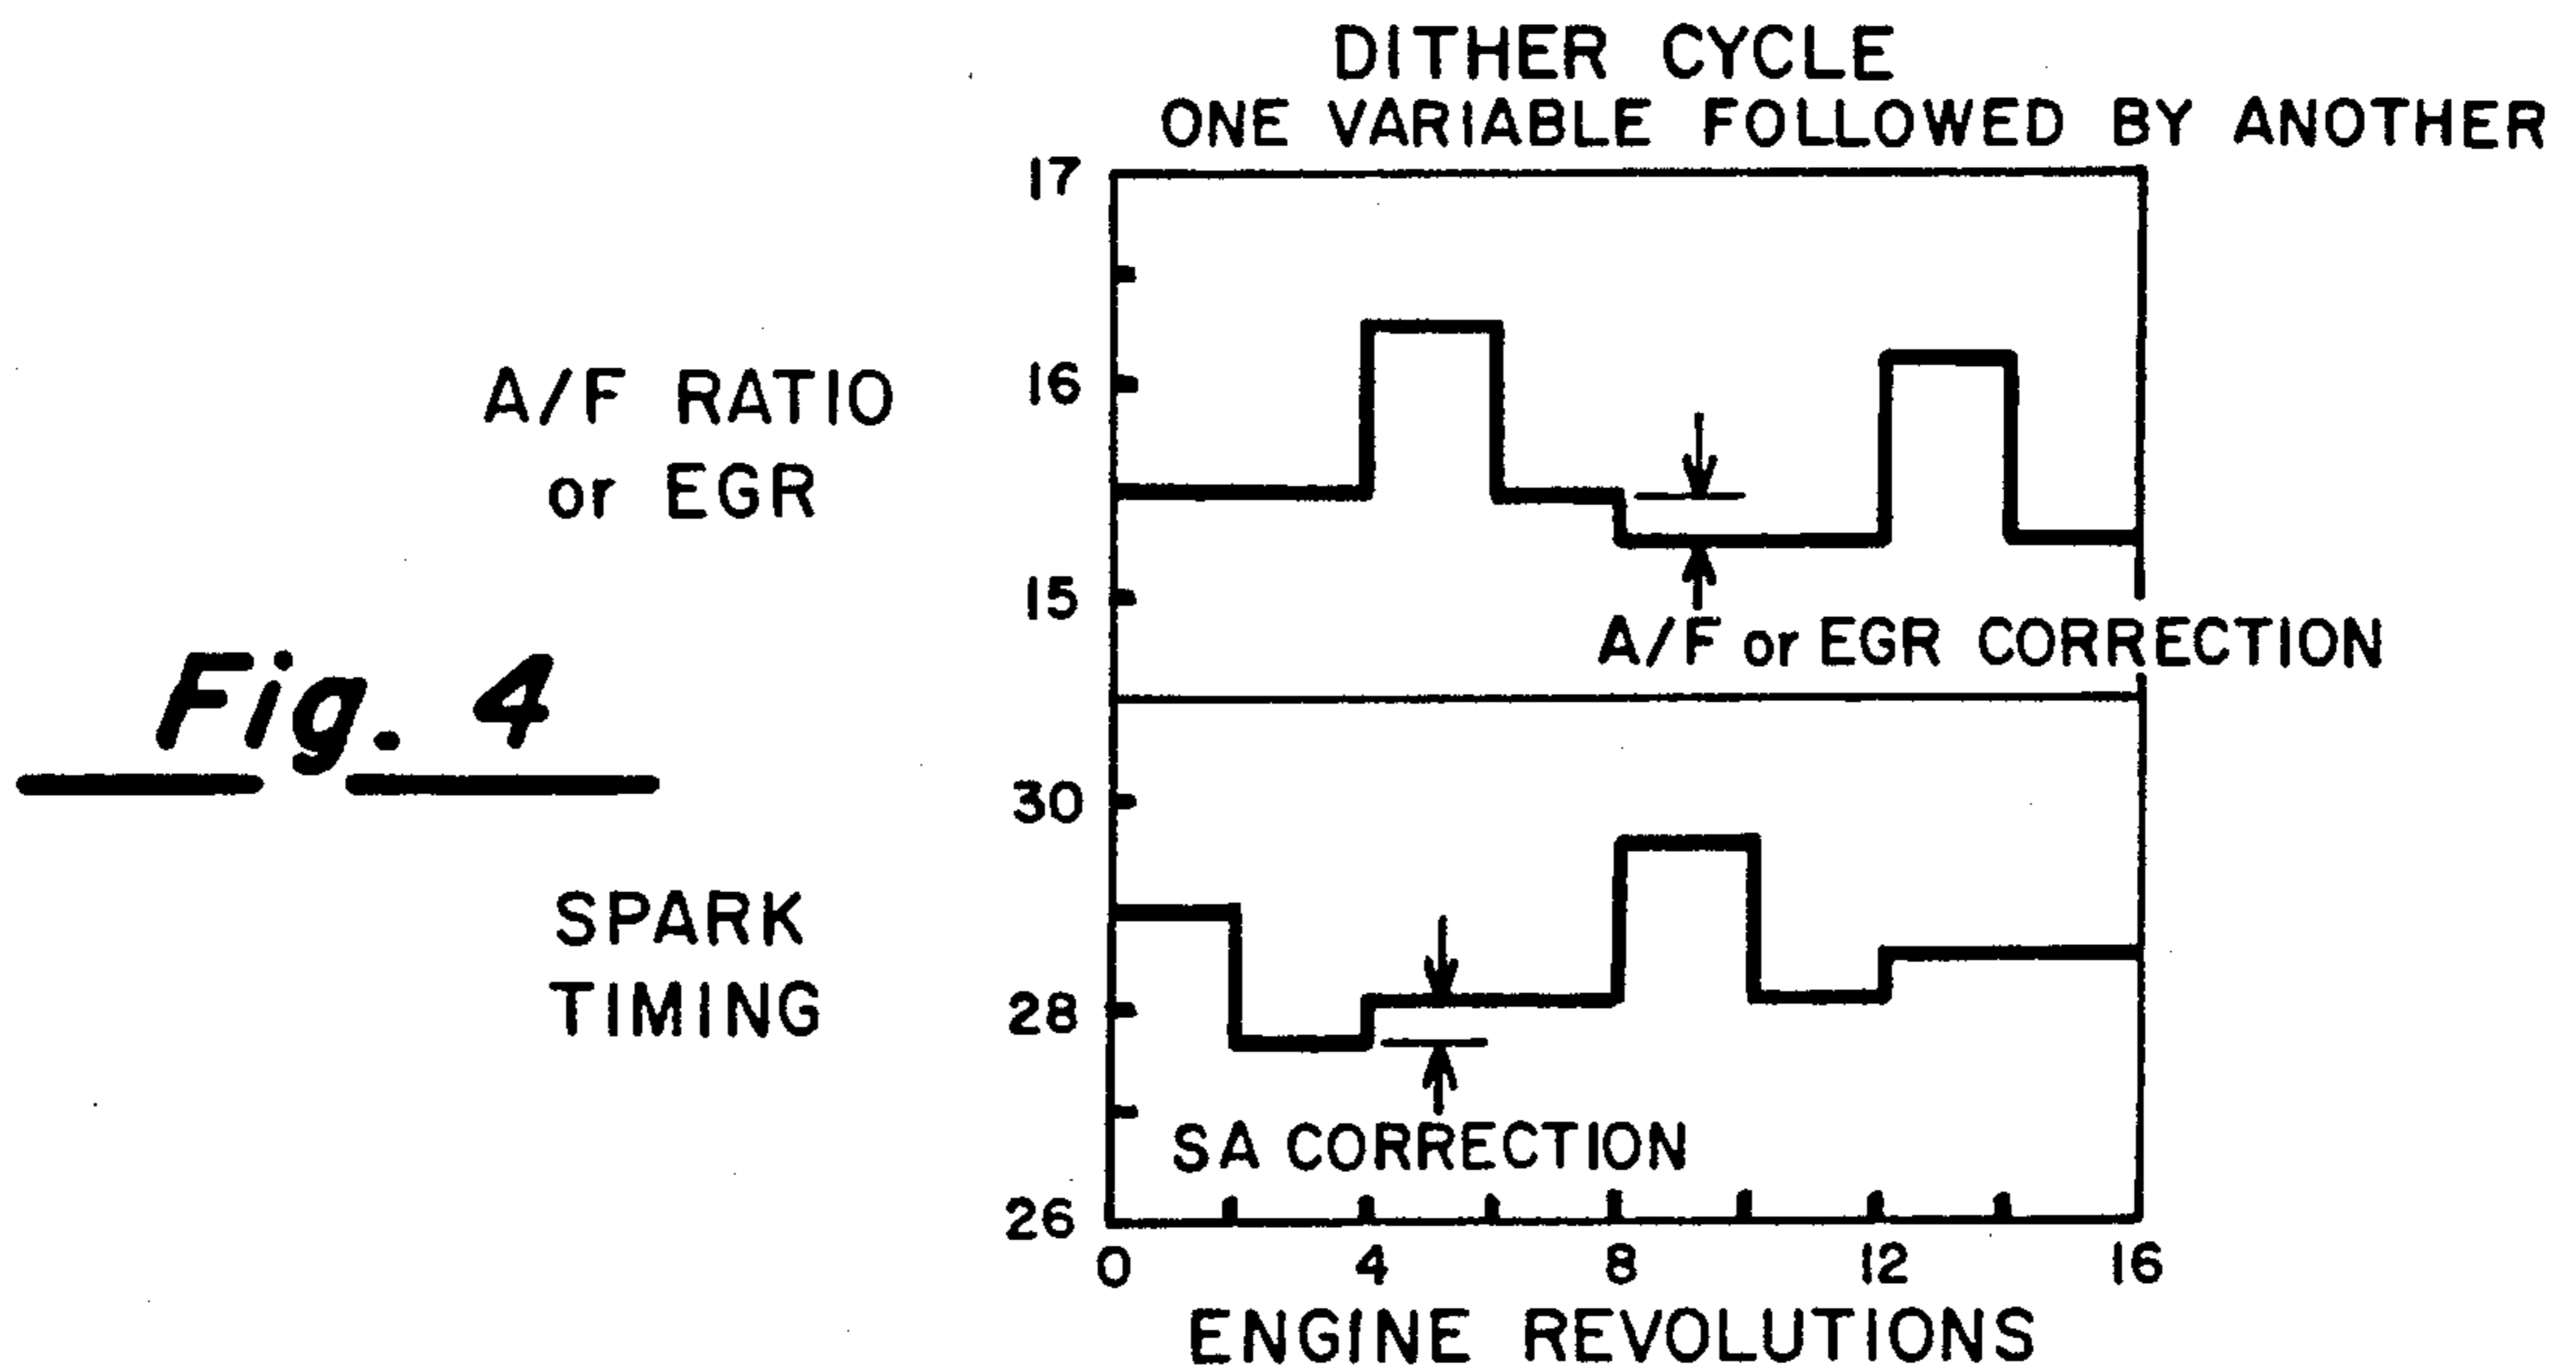 DITHER CYCLE
ONE VARIABLE FOLLOWED BY ANOTHER
17
16
15
A/F RATIO
or EGR
A/F or EGR CORRECTION
Fig. 4
30
28
26
SPARK
TIMING
SA CORRECTION
0 4 8 12 16
ENGINE REVOLUTIONS